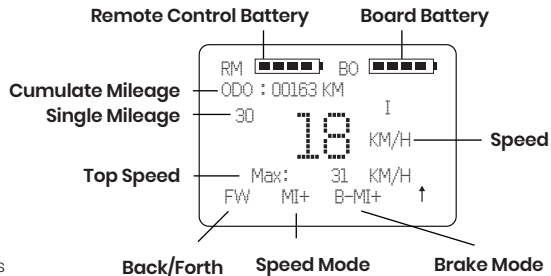 Remote Control Battery Board Battery
RM BO
Cumulate Mileage ODO : 00163 KM
Single Mileage 30 I
18 KM/H Speed
Top Speed Max: 31 KM/H
FW MI+ B-MI+ ↑
s
Back/Forth Speed Mode Brake Mode